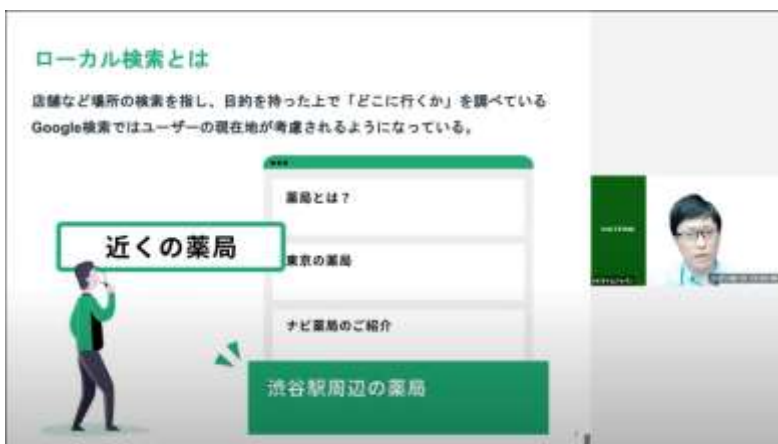 ローカル検索とは
店舗など場所の検索を指し、目的を持った上で「どこに行くか」を調べている
Google検索ではユーザーの現在地が考慮されるようになっている。
薬局とは？
近くの薬局
東京の薬局
ナビ薬局のご紹介
渋谷駅周辺の薬局